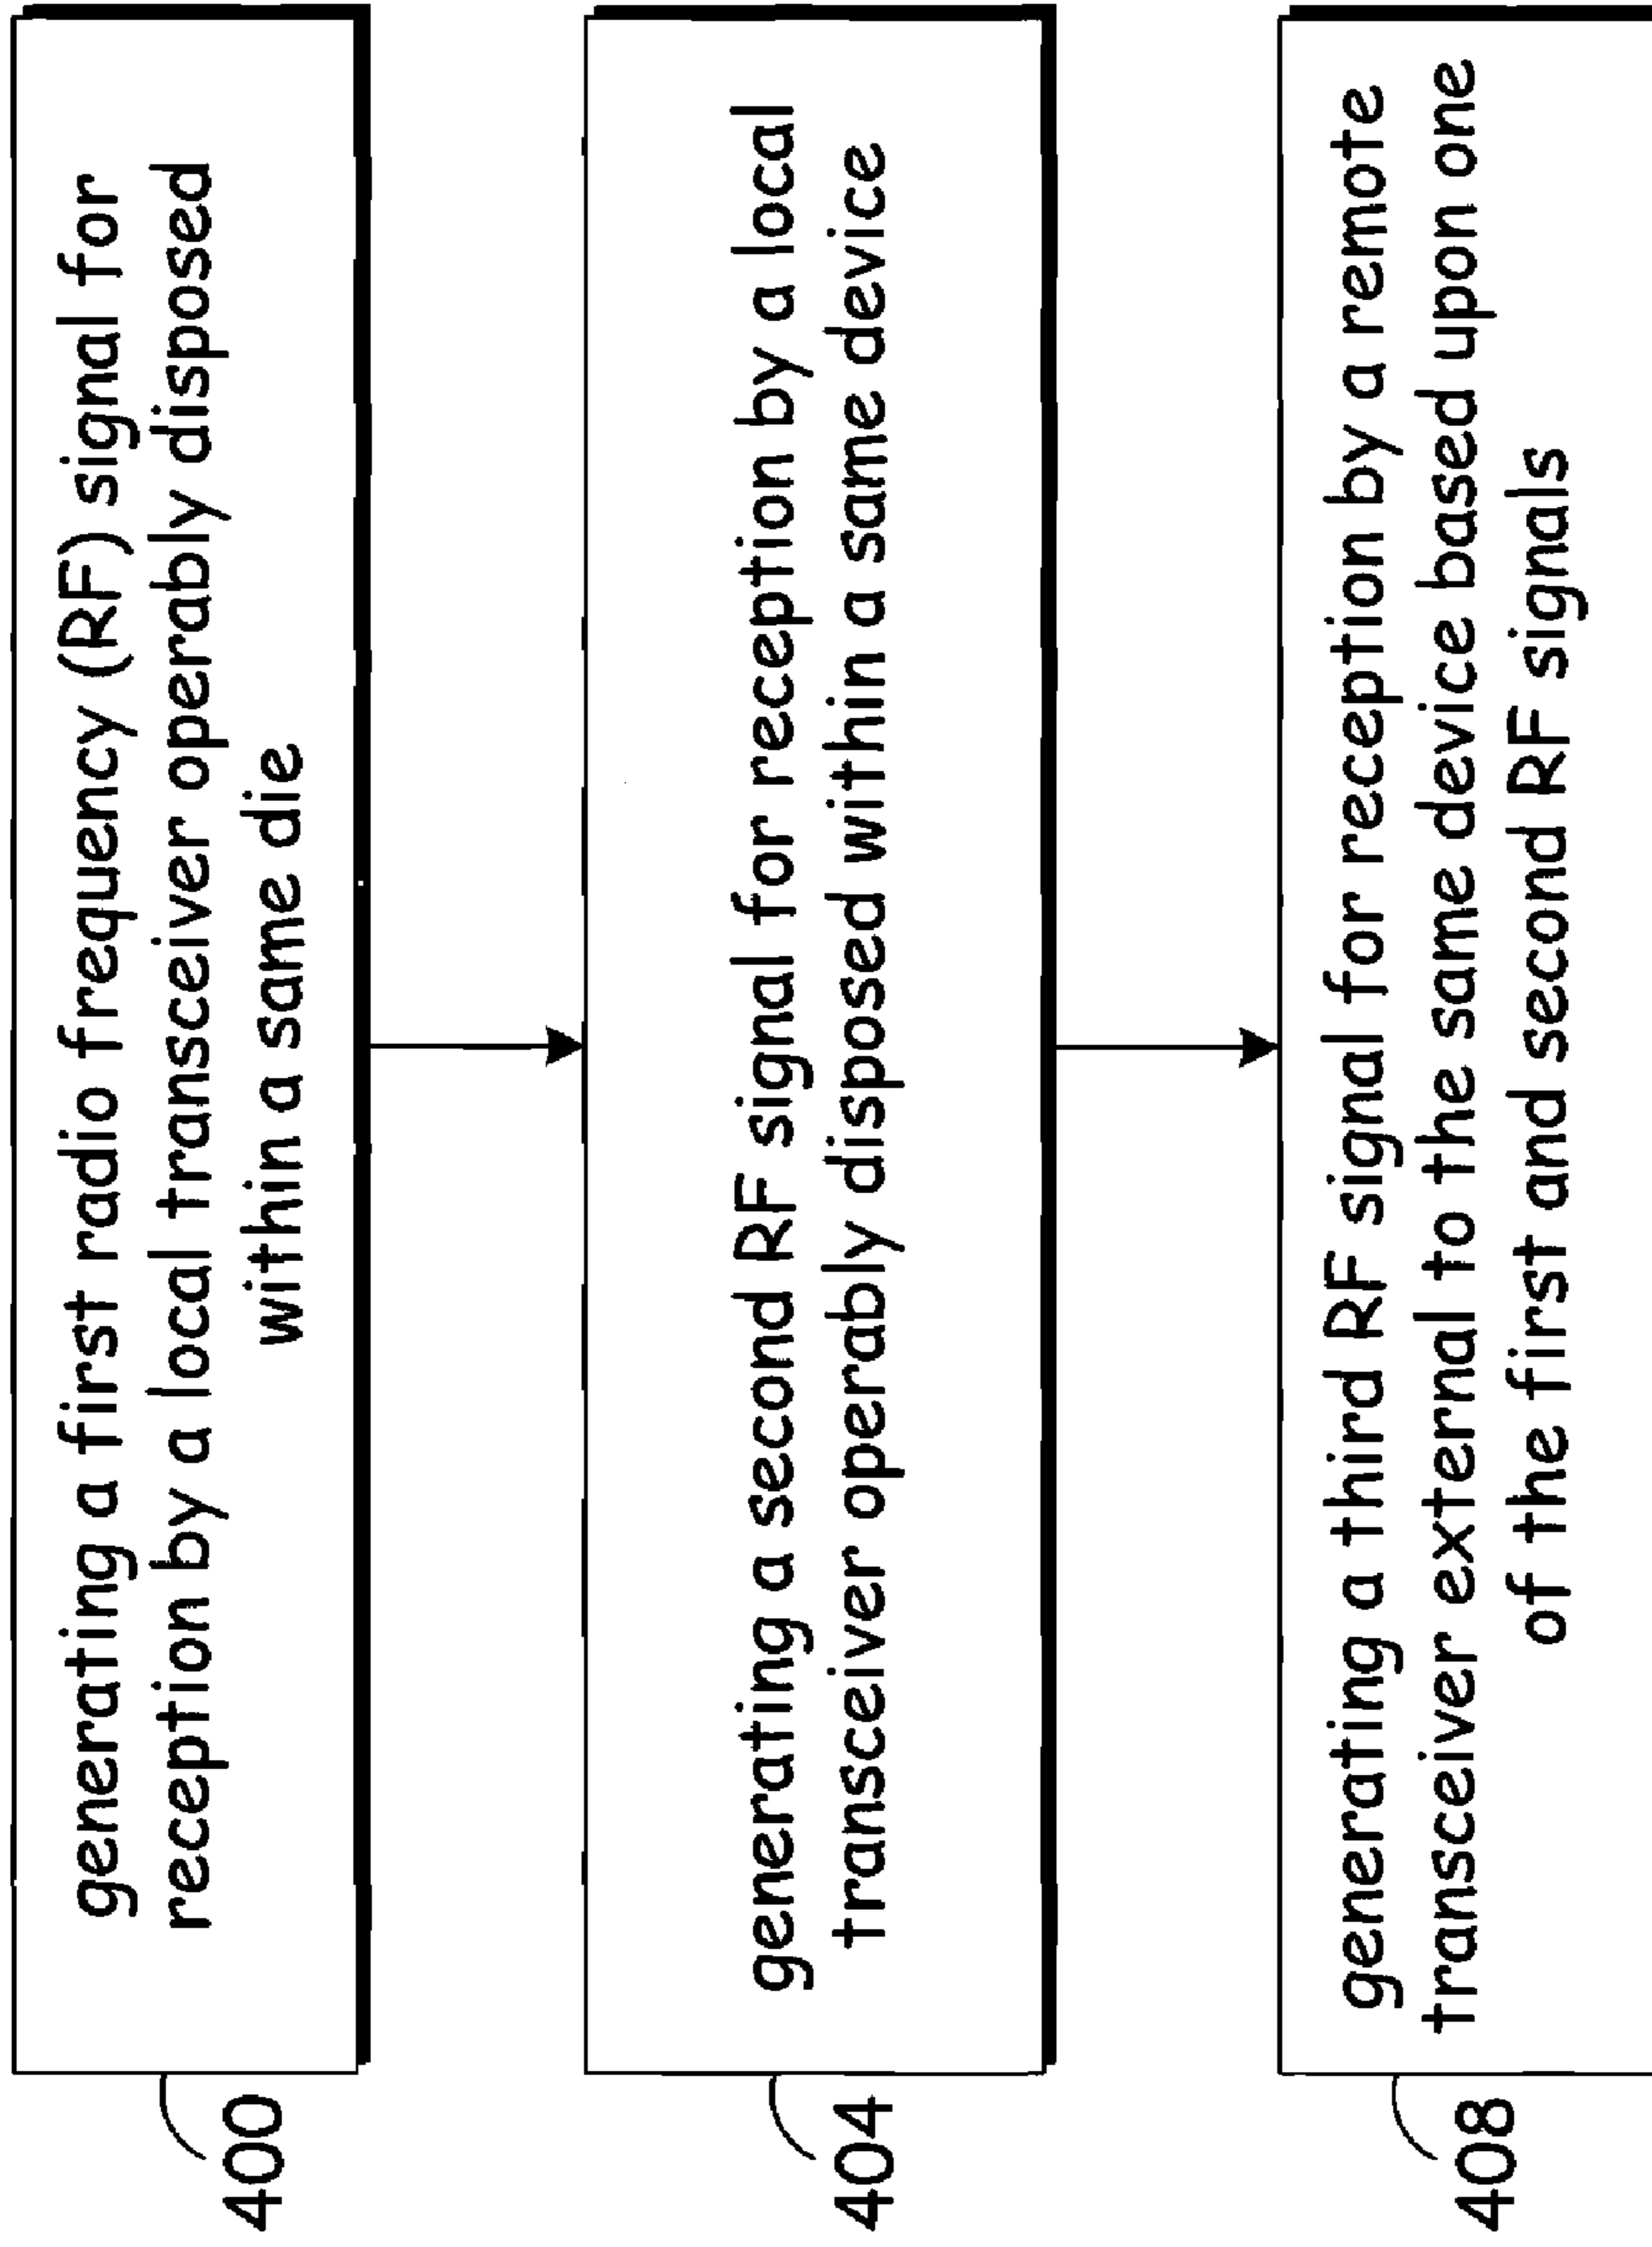 generating a first radio frequency (RF) signal for
reception by a local transceiver operably disposed
within a same die
400
generating a second RF signal for reception by a local
transceiver operably disposed within a same device
404
generating a third RF signal for reception by a remote
transceiver external to the same device based upon one
of the first and second RF signals
408